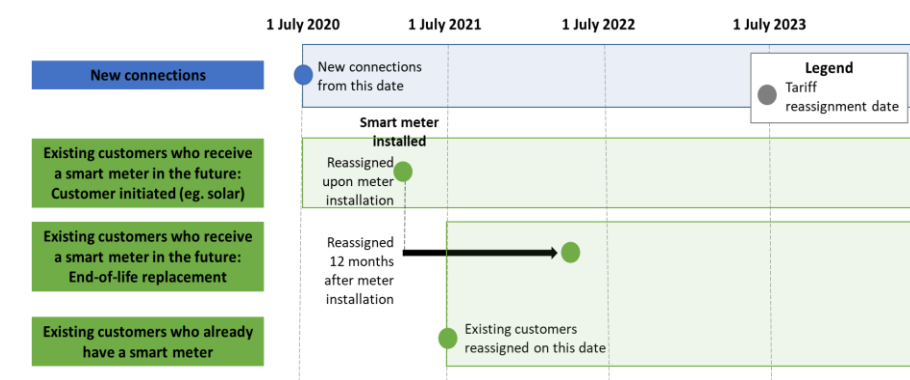 1 July 2020 1 July 2021 1 July 2022 1 July 2023
New connections
New connections
from this date
Legend
Tariff
reassignment date
Smart meter
installed
Existing customers who receive
a smart meter in the future:
Customer initiated (eg. solar)
Reassigned
upon meter
installation
Existing customers who receive
a smart meter in the future:
End-of-life replacement
Reassigned
12 months
after meter
installation
Existing customers who already
have a smart meter
Existing customers
reassigned on this date